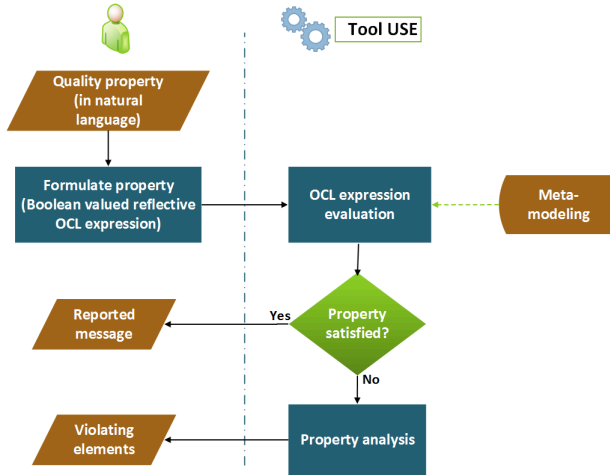 Tool USE
Quality property
(in natural
language)
Formulate property
(Boolean valued reflective
OCL expression)
OCL expression
evaluation
Meta-
modeling
Reported
message
Yes
Property
satisfied?
No
Violating
elements
Property analysis